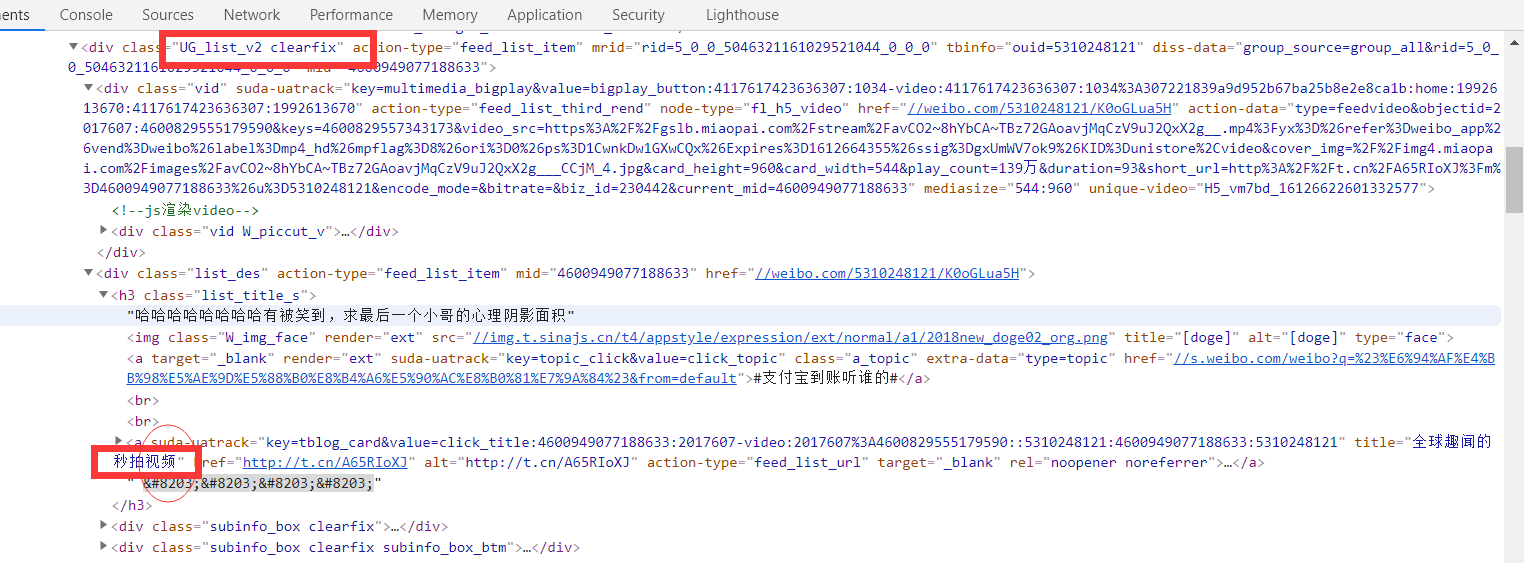 ents Console Sources Network Performance Memory Application Security Lighthouse
▼<div class="UG_list_v2 clearfix" action-type="feed_list_item" mrid="rid=5_0_0_5046321161029521044_0_0_0" tbinfo="ouid=5310248121" diss-data="group_source=group_all&rid=5_0_
0_5046321161029521044_0_0_0" mid="4600949077188633">
▼<div class="vid" suda-uatrack="key=multimedia_bigplay&value=bigplay_button:4117617423636307:1034-video:4117617423636307:1034%3A307221839a9d952b67ba25b8e2e8ca1b:home:19926
13670:4117617423636307:1992613670" action-type="feed_list_third_rend" node-type="fl_h5_video" href="//weibo.com/5310248121/K0oGLua5H" action-data="type=feedvideo&objectid=2
017607:4600829555179590&keys=4600829557343173&video_src=https%3A%2F%2Fgslb.miaopai.com%2Fstream%2FavCO2~8hYbCA~TBz72GAoavjMqCzV9uJ2QxX2g__.mp4%3Fyx%3D%26refer%3Dweibo_app%2
6vend%3Dweibo%26label%3Dmp4_hd%26mpflag%3D8%26ori%3D0%26ps%3D1CwnkDw1GXwCQx%26Expires%3D1612664355%26ssig%3DgxUmWV7ok9%26KID%3Dunistore%2Cvideo&cover_img=%2F%2Fimg4.miaopa
i.com%2Fimages%2FavCO2~8hYbCA~TBz72GAoavjMqCzV9uJ2QxX2g___CCjM_4.jpg&card_height=960&card_width=544&play_count=139万&duration=93&short_url=http%3A%2F%2Ft.cn%2FA65RIoXJ%3Fm%
3D4600949077188633%26u%3D5310248121&encode_mode=&bitrate=&biz_id=230442&current_mid=4600949077188633" mediasize="544:960" unique-video="H5_vm7bd_16126622601332577">
<!--js渲染video-->
▶<div class="vid W_piccut_v">…</div>
</div>
▼<div class="list_des" action-type="feed_list_item" mid="4600949077188633" href="//weibo.com/5310248121/K0oGLua5H">
▼<h3 class="list_title_s">
"哈哈哈哈哈哈哈哈有被笑到，求最后一个小哥的心理阴影面积"
<img class="W_img_face" render="ext" src="//img.t.sinajs.cn/t4/appstyle/expression/ext/normal/a1/2018new_doge02_org.png" title="[doge]" alt="[doge]" type="face">
<a target="_blank" render="ext" suda-uatrack="key=topic_click&value=click_topic" class="a_topic" extra-data="type=topic" href="//s.weibo.com/weibo?q=%23%E6%94%AF%E4%B
B%98%E5%AE%9D%E5%88%B0%E8%B4%A6%E5%90%AC%E8%B0%81%E7%9A%84%23&from=default">#支付宝到账听谁的#</a>
<br>
<br>
▶<a suda-uatrack="key=tblog_card&value=click_title:4600949077188633:2017607-video:2017607%3A4600829555179590::5310248121:4600949077188633:5310248121" title="全球趣闻的
秒拍视频" href="http://t.cn/A65RIoXJ" alt="http://t.cn/A65RIoXJ" action-type="feed_list_url" target="_blank" rel="noopener noreferrer">…</a>
" &#8203;&#8203;&#8203;&#8203;"
</h3>
▶<div class="subinfo_box clearfix">…</div>
▶<div class="subinfo_box clearfix subinfo_box_btm">…</div>